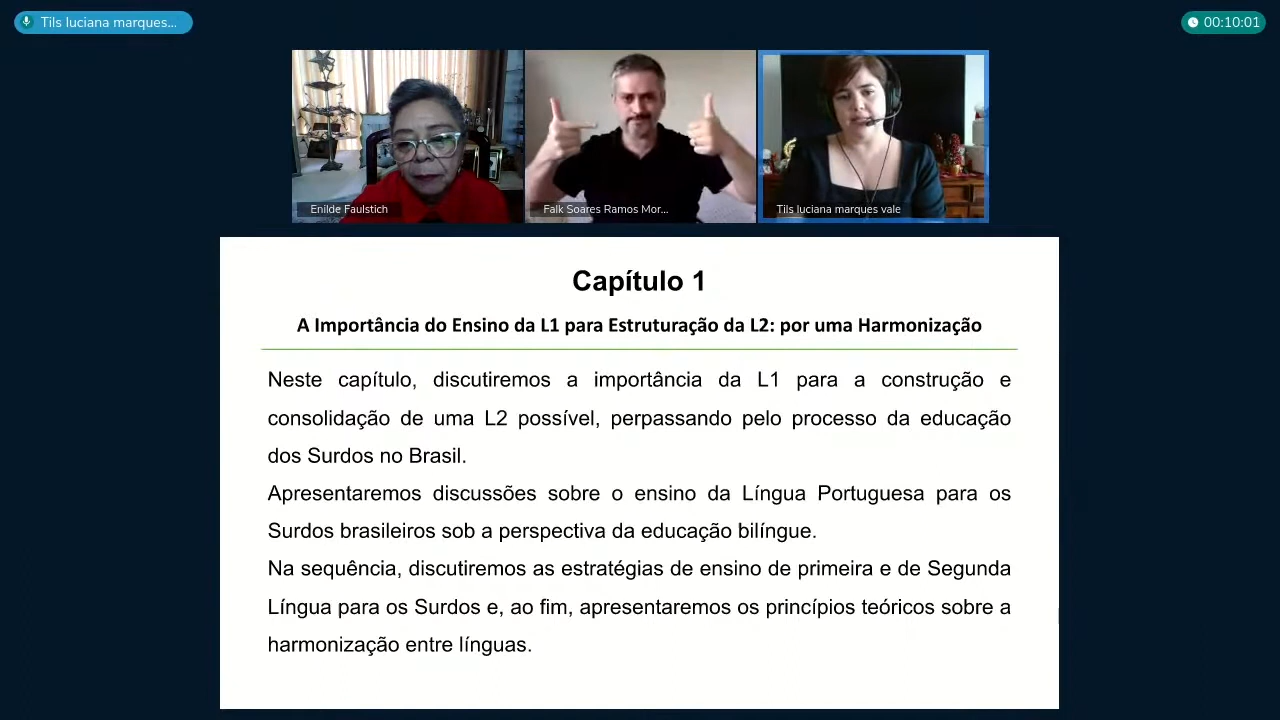 Tils luciana marques...
00:10:01
Enilde Faulstich
Falk Soares Ramos Mor...
Tils luciana marques vale
Capítulo 1
A Importância do Ensino da L1 para Estruturação da L2: por uma Harmonização
Neste capítulo, discutiremos a importância da L1 para a construção e
consolidação de uma L2 possível, perpassando pelo processo da educação
dos Surdos no Brasil.
Apresentaremos discussões sobre o ensino da Língua Portuguesa para os
Surdos brasileiros sob a perspectiva da educação bilíngue.
Na sequência, discutiremos as estratégias de ensino de primeira e de Segunda
Língua para os Surdos e, ao fim, apresentaremos os princípios teóricos sobre a
harmonização entre línguas.